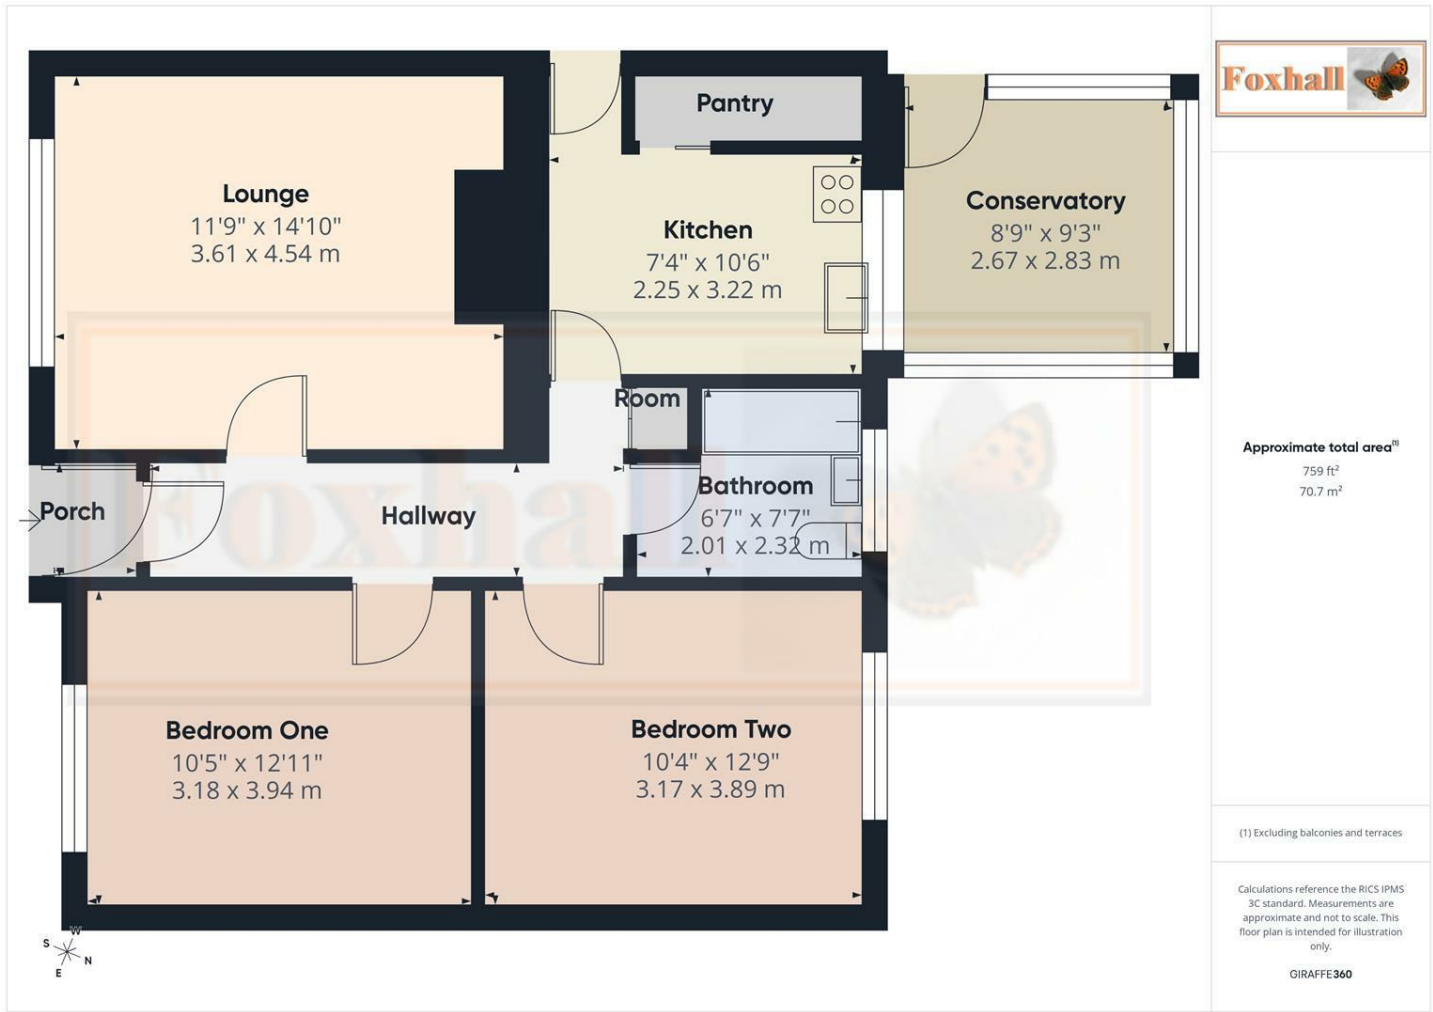 Pantry
Foxhall
Lounge
11'9" x 14'10"
3.61 x 4.54 m
Kitchen
7'4" x 10'6"
2.25 x 3.22 m
Conservatory
8'9" x 9'3"
2.67 x 2.83 m
Room
Porch
Hallway
Bathroom
6'7" x 7'7"
2.01 x 2.32 m
Foxhall
Approximate total area(1)
759 ft²
70.7 m²
Bedroom One
10'5" x 12'11"
3.18 x 3.94 m
Bedroom Two
10'4" x 12'9"
3.17 x 3.89 m
(1) Excluding balconies and terraces
Calculations reference the RICS IPMS
3C standard. Measurements are
approximate and not to scale. This
floor plan is intended for illustration
only.
GIRAFFE360
W
S
N
E